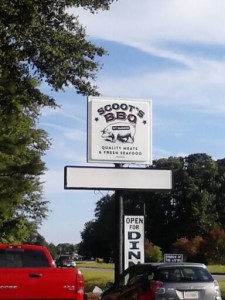 SCOOT'S
BBQ
QUALITY MEATS
& FRESH SEAFOOD
OPEN
FOR
DIN